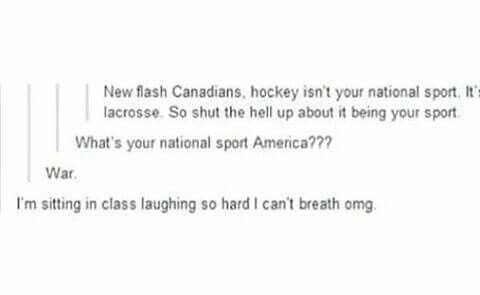 New flash Canadians, hockey isn't your national sport. It's
lacrosse. So shut the hell up about it being your sport.
What's your national sport America???
War.
I'm sitting in class laughing so hard I can't breath omg.